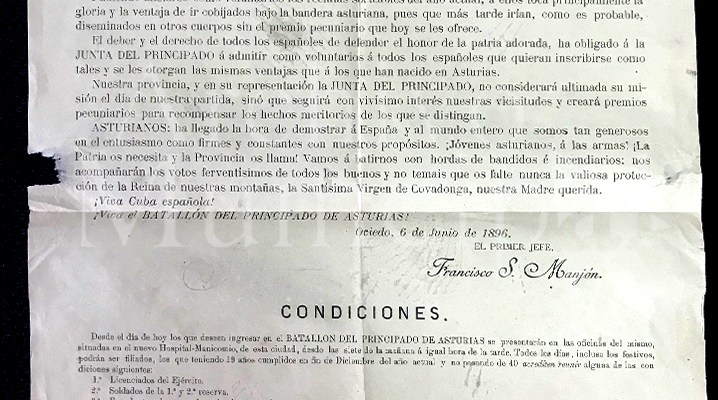 gloria y la ventaja de ir cobijados bajo la bandera asturiana, pues que más tarde irían, como es probable,
diseminados en otros cuerpos sin el premio pecuniario que hoy se les ofrece.
El deber y el derecho de todos los españoles de defender el honor de la patria adorada, ha obligado á la
JUNTA DEL PRINCIPADO á admitir como voluntarios á todos los españoles que quieran inscribirse como
tales y se les otorgan las mismas ventajas que á los que han nacido en Asturias.
Nuestra provincia, y en su representación la JUNTA DEL PRINCIPADO, no considerará ultimada su mi-
sión el día de nuestra partida, sinó que seguirá con vivísimo interés nuestras vicisitudes y creará premios
pecuniarios para recompensar los hechos meritorios de los que se distingan.
ASTURIANOS: ha llegado la hora de demostrar á España y al mundo entero que somos tan generosos
en el entusiasmo como firmes y constantes con nuestros propósitos. ¡Jóvenes asturianos, á las armas! ¡La
Patria os necesita y la Provincia os llama! Vamos á batirnos con hordas de bandidos é incendiarios: nos
acompañarán los votos ferventísimos de todos los buenos y no temais que os falte nunca la valiosa protec-
ción de la Reina de nuestras montañas, la Santísima Virgen de Covadonga, nuestra Madre querida.
¡Viva Cuba española!
¡Viva el BATALLÓN DEL PRINCIPADO DE ASTURIAS!
Oviedo, 6 de Junio de 1896.
EL PRIMER JEFE,
Francisco S. Manjón.
CONDICIONES.
Desde el día de hoy los que deseen ingresar en el BATALLON DEL PRINCIPADO DE ASTURIAS se presentarán en las oficinas del mismo,
situadas en el nuevo Hospital-Manicomio, de esta ciudad, desde las siete de la mañana á igual hora de la tarde. Todos los días, inclusos los festivos,
podrán ser filiados, los que teniendo 19 años cumplidos en fin de Diciembre del año actual y no pasando de 40 acrediten reunir alguna de las con
diciones siguientes:
1.ª Licenciados del Ejército.
2.ª Soldados de la 1.ª y 2.ª reserva.